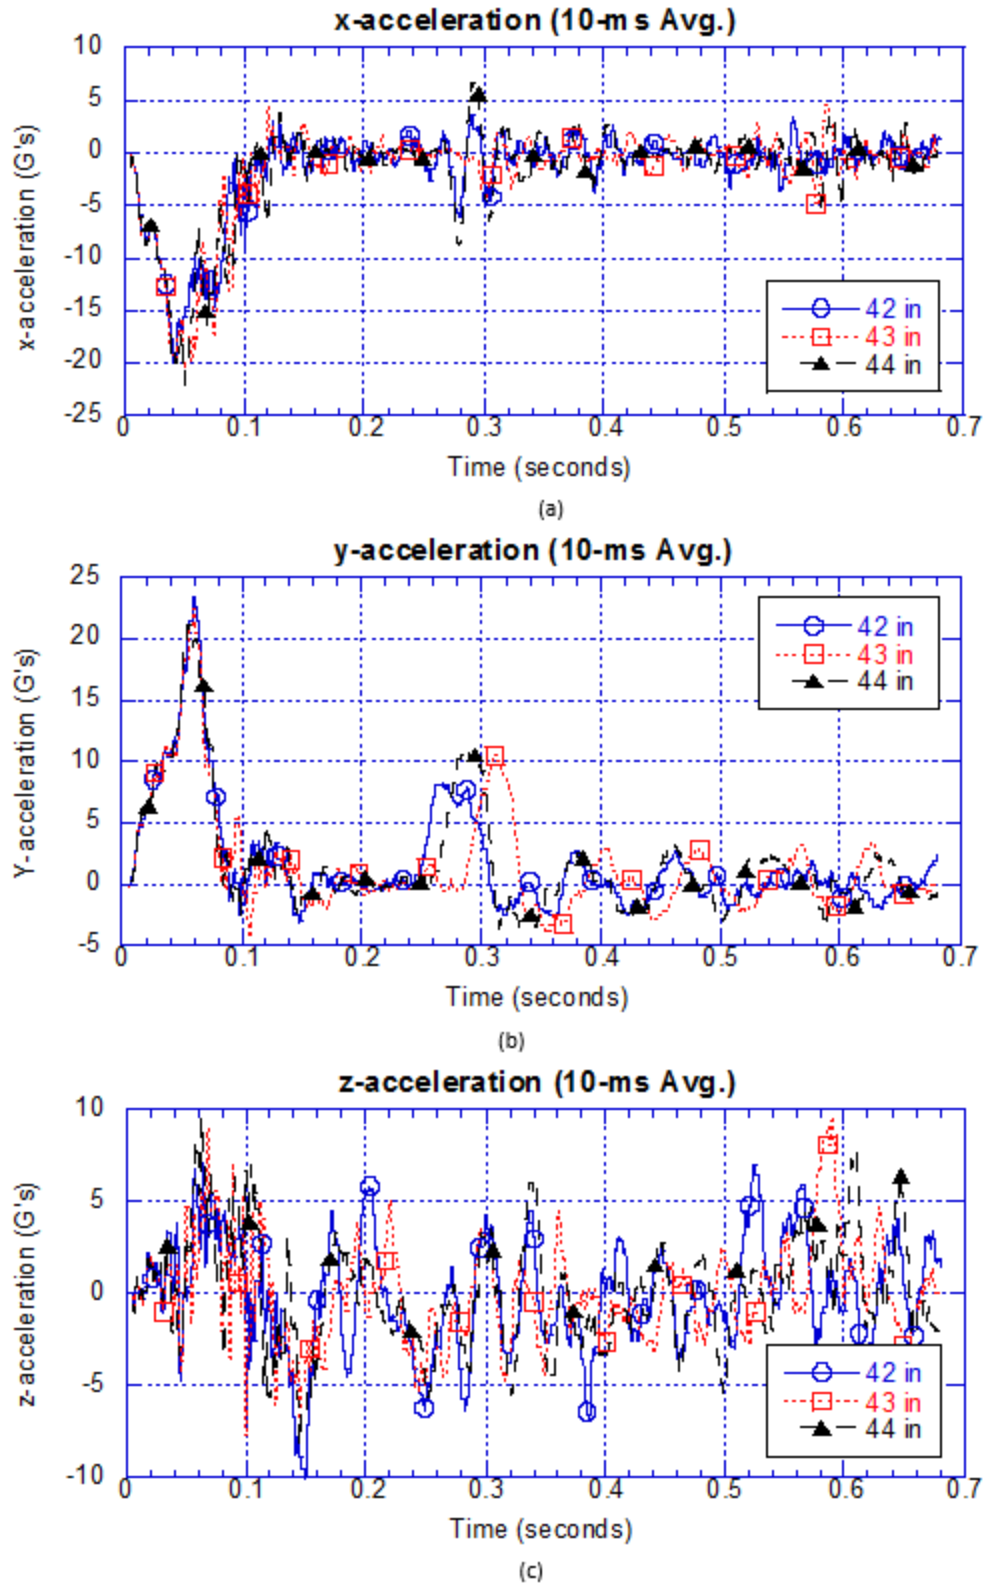 x-acceleration (10-ms Avg.)
10
5
0
-5
-10
-15
-20
-25
x-acceleration (G's)
42 in
43 in
44 in
0 0.1 0.2 0.3 0.4 0.5 0.6 0.7
Time (seconds)
(a)
y-acceleration (10-ms Avg.)
25
20
15
10
5
0
-5
Y-acceleration (G's)
42 in
43 in
44 in
0 0.1 0.2 0.3 0.4 0.5 0.6 0.7
Time (seconds)
(b)
z-acceleration (10-ms Avg.)
10
5
0
-5
-10
z-acceleration (G's)
42 in
43 in
44 in
0 0.1 0.2 0.3 0.4 0.5 0.6 0.7
Time (seconds)
(c)